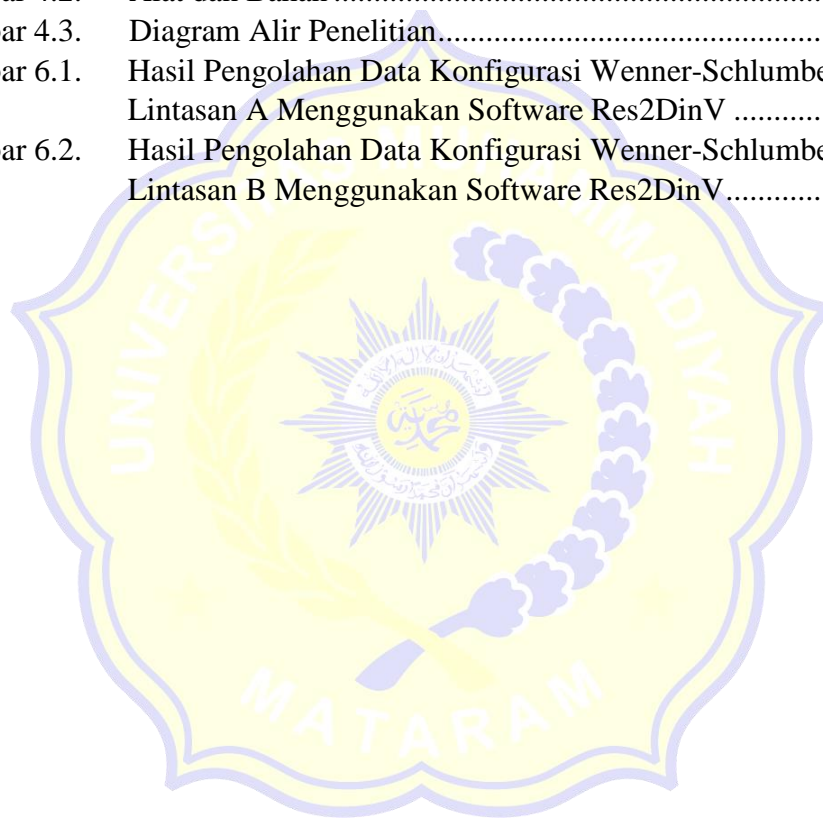 ar 4.3. Diagram Alir Penelitian
ar 6.1. Hasil Pengolahan Data Konfigurasi Wenner-Schlumbe
Lintasan A Menggunakan Software Res2DinV
ar 6.2. Hasil Pengolahan Data Konfigurasi Wenner-Schlumbe
Lintasan B Menggunakan Software Res2DinV
UNIVERSITAS MUHAMMADIYAH
محمدية
MATARAM